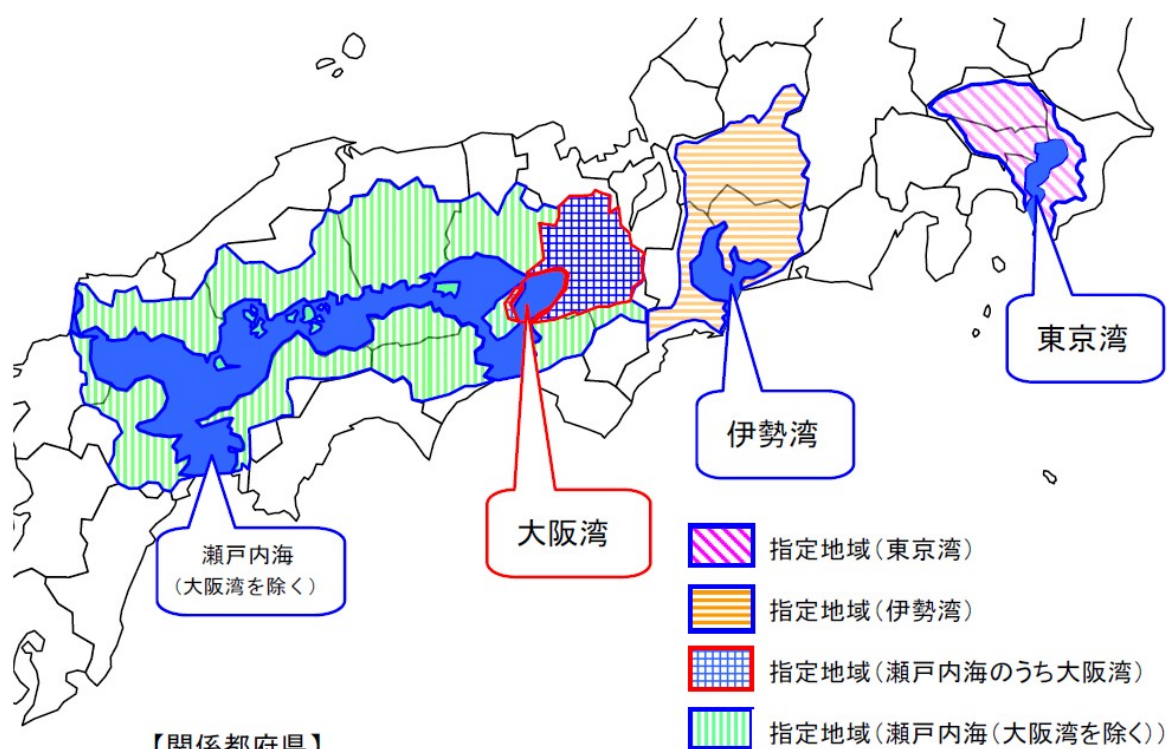 東京湾
伊勢湾
大阪湾
瀬戸内海
(大阪湾を除く)
指定地域(東京湾)
指定地域(伊勢湾)
指定地域(瀬戸内海のうち大阪湾)
指定地域(瀬戸内海(大阪湾を除く))
【関係都府県】